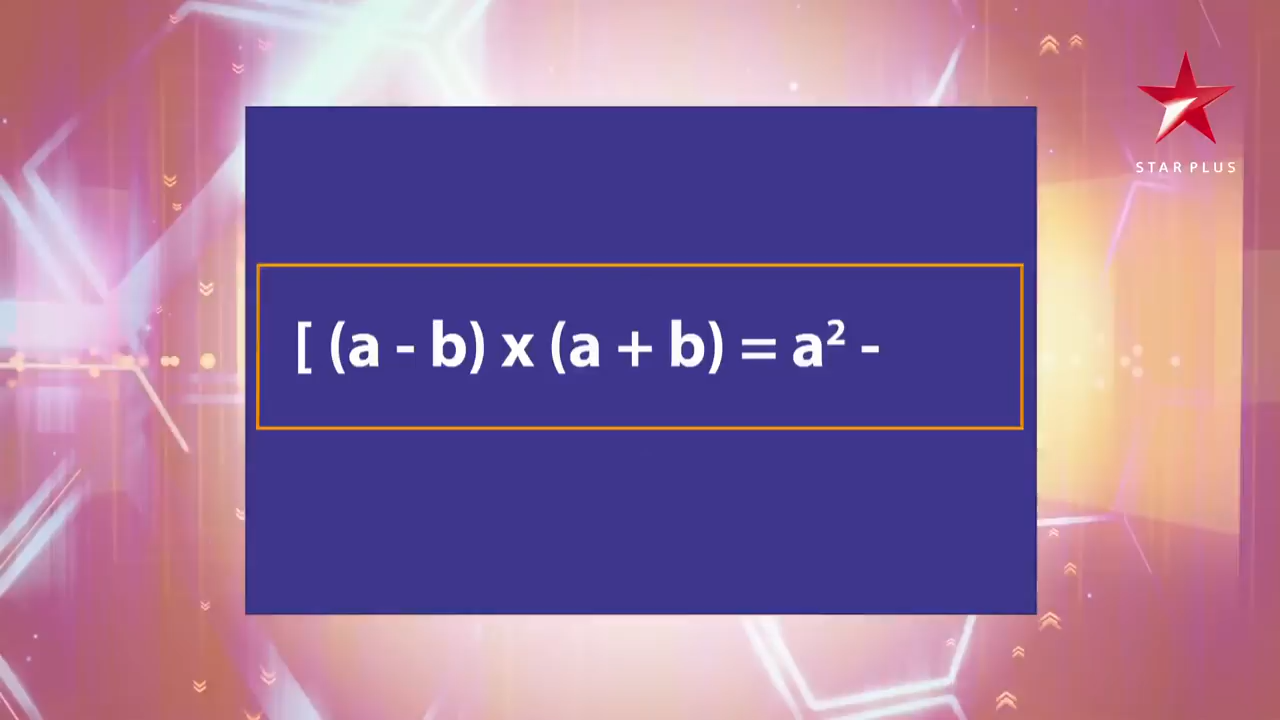 STAR PLUS
[ (a - b) x (a + b) = a² -